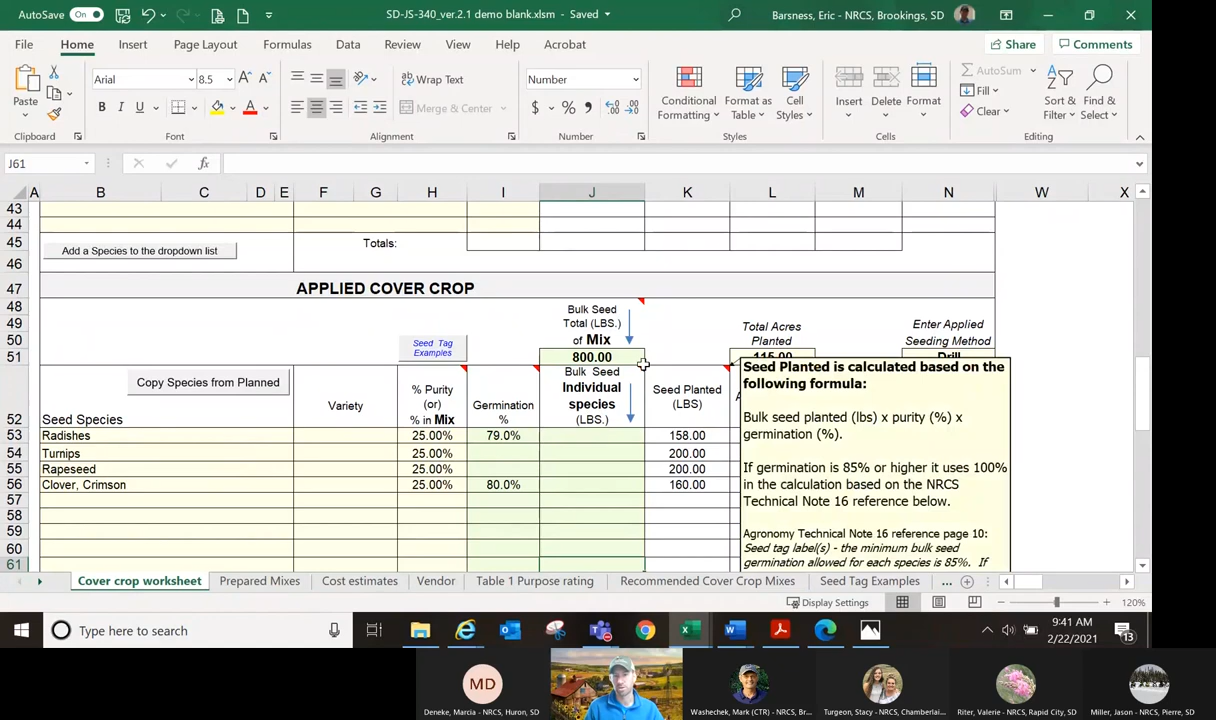 AutoSave On SD-JS-340_ver.2.1 demo blank.xlsm - Saved Barsness, Eric - NRCS, Brookings, SD
File Home Insert Page Layout Formulas Data Review View Help Acrobat Share Comments
Paste
Clipboard
Arial 8.5
B I U
Font
Wrap Text
Merge & Center
Alignment
Number
$ % ,
Number
Conditional
Formatting
Format as
Table
Cell
Styles
Styles
Insert Delete Format
Cells
AutoSum
Fill
Clear
Sort &
Filter
Find &
Select
Editing
J61 fx
A B C D E F G H I J K L M N W X
43
44
45 Totals:
Add a Species to the dropdown list
46
47 APPLIED COVER CROP
48
49
50
51
Seed Tag
Examples
Bulk Seed
Total (LBS.)
of Mix
800.00
Total Acres
Planted
115.00
Enter Applied
Seeding Method
Drill
Copy Species from Planned
52 Seed Species
Variety
% Purity
(or)
% in Mix
Germination
%
Bulk Seed
Individual
species
(LBS.)
Seed Planted
(LBS)
53 Radishes 25.00% 79.0% 158.00
54 Turnips 25.00% 200.00
55 Rapeseed 25.00% 200.00
56 Clover, Crimson 25.00% 80.0% 160.00
57
58
59
60
61
Seed Planted is calculated based on the
following formula:
Bulk seed planted (lbs) x purity (%) x
germination (%).
If germination is 85% or higher it uses 100%
in the calculation based on the NRCS
Technical Note 16 reference below.
Agronomy Technical Note 16 reference page 10:
Seed tag label(s) - the minimum bulk seed
germination allowed for each species is 85%. If
Cover crop worksheet Prepared Mixes Cost estimates Vendor Table 1 Purpose rating Recommended Cover Crop Mixes Seed Tag Examples ...
Display Settings 120%
Type here to search
9:41 AM
2/22/2021
13
MD
Deneke, Marcia - NRCS, Huron, SD
Washechek, Mark (CTR) - NRCS, Br...
Turgeon, Stacy - NRCS, Chamberlai...
Riter, Valerie - NRCS, Rapid City, SD
Miller, Jason - NRCS, Pierre, SD